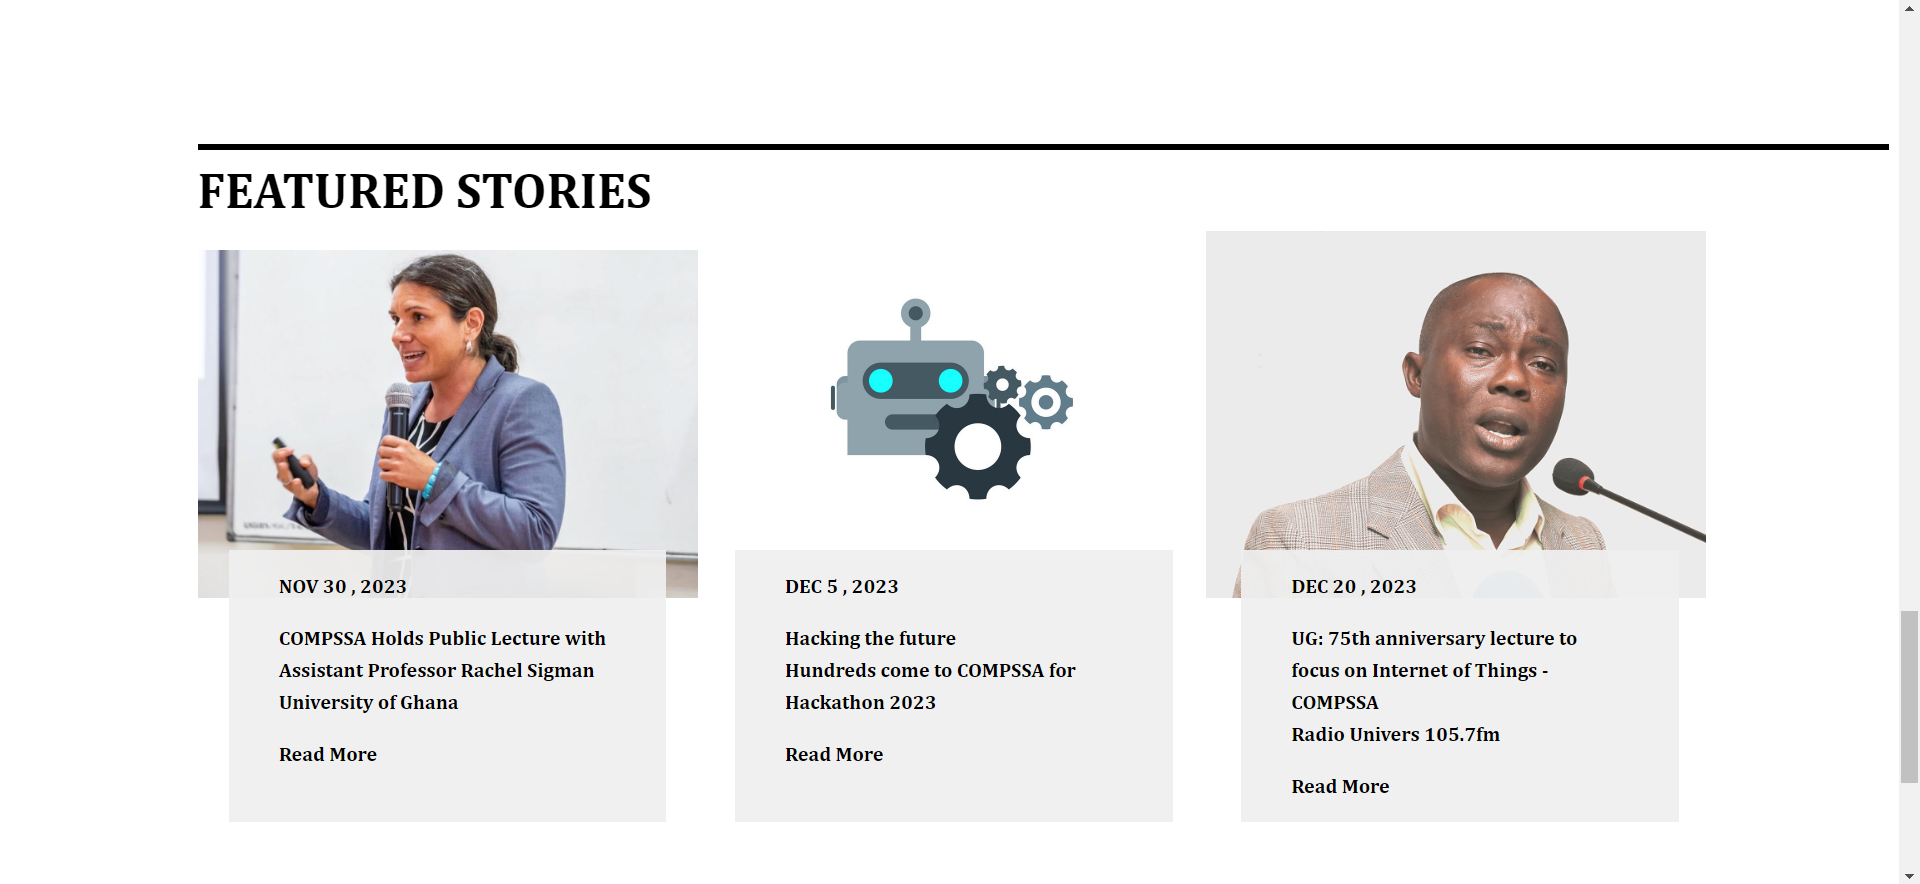 FEATURED STORIES
NOV 30 , 2023
COMPSSA Holds Public Lecture with
Assistant Professor Rachel Sigman
University of Ghana
Read More
DEC 5 , 2023
Hacking the future
Hundreds come to COMPSSA for
Hackathon 2023
Read More
DEC 20 , 2023
UG: 75th anniversary lecture to
focus on Internet of Things -
COMPSSA
Radio Univers 105.7fm
Read More